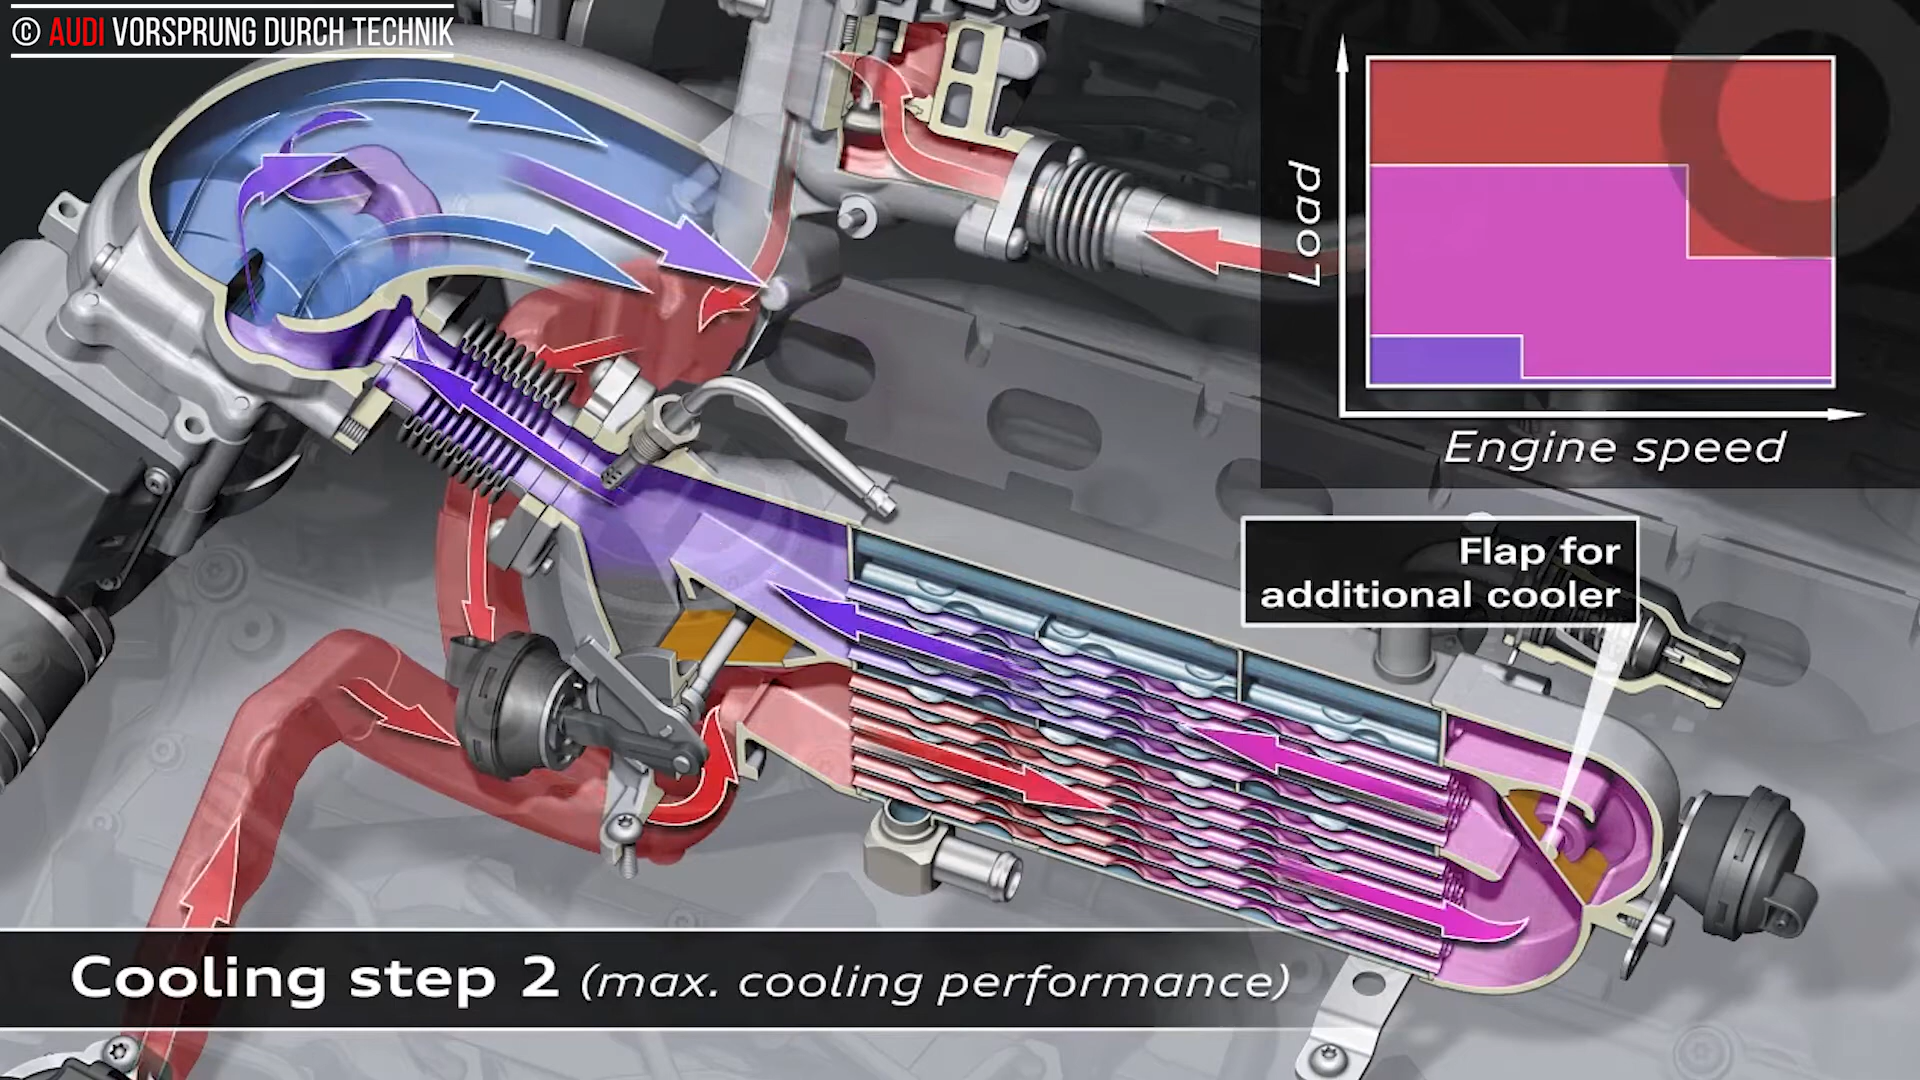 © AUDI VORSPRUNG DURCH TECHNIK
Load
Engine speed
Flap for
additional cooler
Cooling step 2 (max. cooling performance)